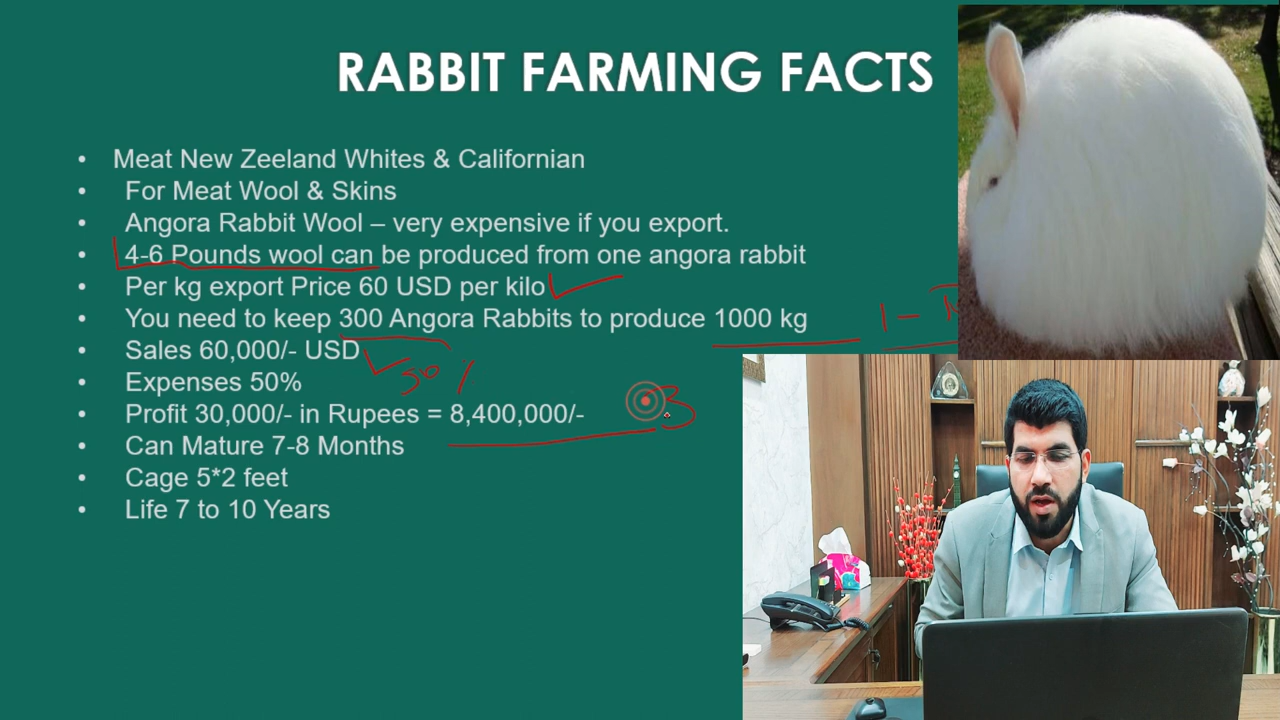 RABBIT FARMING FACTS
• Meat New Zeeland Whites & Californian
• For Meat Wool & Skins
• Angora Rabbit Wool – very expensive if you export.
• 4-6 Pounds wool can be produced from one angora rabbit
• Per kg export Price 60 USD per kilo
• You need to keep 300 Angora Rabbits to produce 1000 kg
1 –
• Sales 60,000/- USD
50%
• Expenses 50%
• Profit 30,000/- in Rupees = 8,400,000/-
3
• Can Mature 7-8 Months
• Cage 5*2 feet
• Life 7 to 10 Years